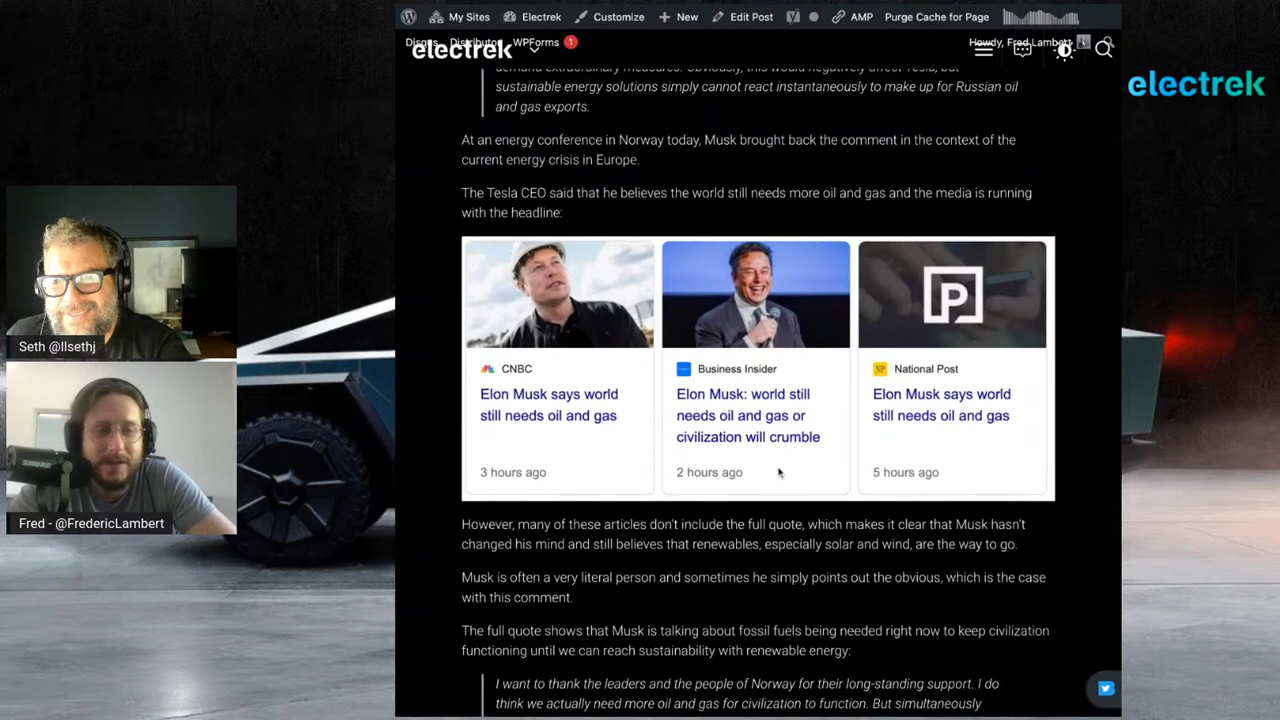 My Sites Electrek Customize + New Edit Post AMP Purge Cache for Page
WPForms 1
Howdy, Fred Lambert
electrek
electrek
demand extraordinary measures. Obviously, this would negatively affect Tesla, but
sustainable energy solutions simply cannot react instantaneously to make up for Russian oil
and gas exports.
At an energy conference in Norway today, Musk brought back the comment in the context of the
current energy crisis in Europe.
The Tesla CEO said that he believes the world still needs more oil and gas and the media is running
with the headline:
P
CNBC
Elon Musk says world
still needs oil and gas
3 hours ago
Business Insider
Elon Musk: world still
needs oil and gas or
civilization will crumble
2 hours ago
NP National Post
Elon Musk says world
still needs oil and gas
5 hours ago
However, many of these articles don't include the full quote, which makes it clear that Musk hasn't
changed his mind and still believes that renewables, especially solar and wind, are the way to go.
Musk is often a very literal person and sometimes he simply points out the obvious, which is the case
with this comment.
The full quote shows that Musk is talking about fossil fuels being needed right now to keep civilization
functioning until we can reach sustainability with renewable energy:
I want to thank the leaders and the people of Norway for their long-standing support. I do
think we actually need more oil and gas for civilization to function. But simultaneously
Seth @llsethj
SHURE
Fred - @FredericLambert